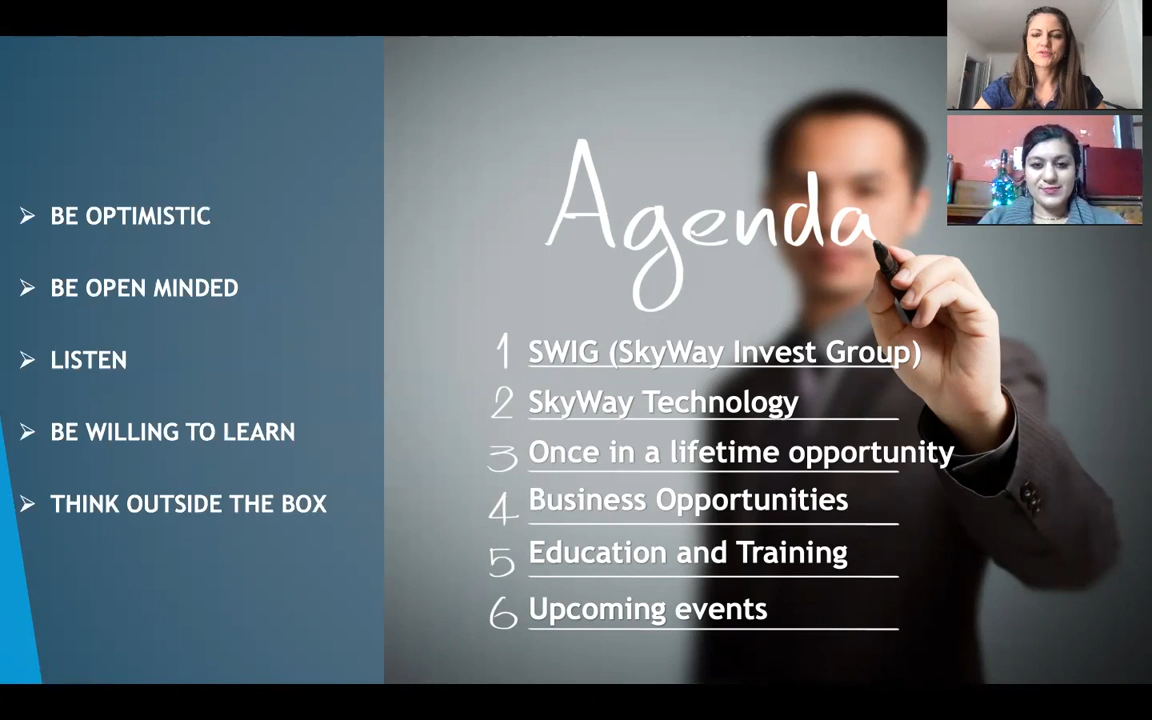 BE OPTIMISTIC
BE OPEN MINDED
LISTEN
BE WILLING TO LEARN
THINK OUTSIDE THE BOX
Agenda
1 SWIG (SkyWay Invest Group)
2 SkyWay Technology
3 Once in a lifetime opportunity
4 Business Opportunities
5 Education and Training
6 Upcoming events